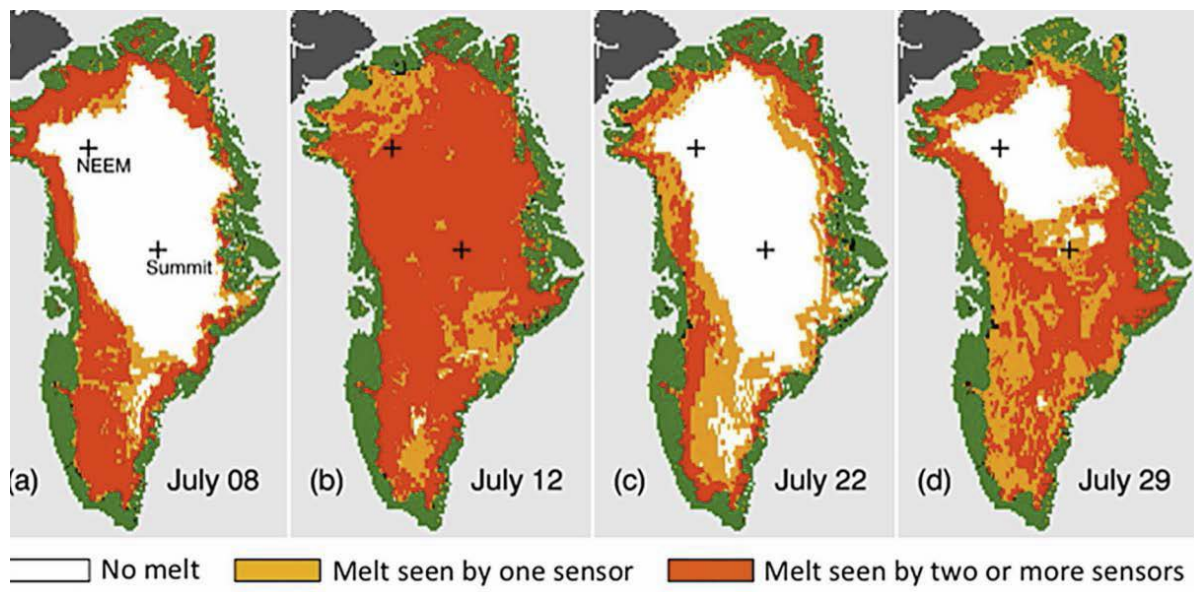 NEEM
Summit
(a) July 08
(b) July 12
(c) July 22
(d) July 29
No melt
Melt seen by one sensor
Melt seen by two or more sensors